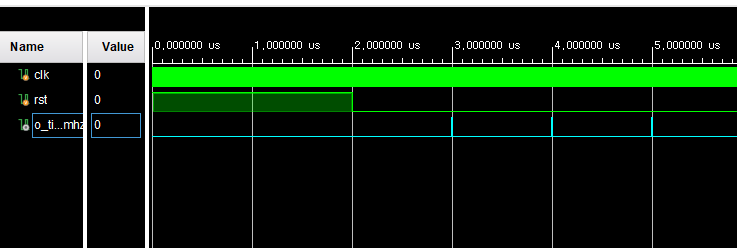 Name Value 0,000000 us 1,000000 us 2,000000 us 3,000000 us 4,000000 us 5,000000 us
clk 0
rst 0
o_ti...mhz 0